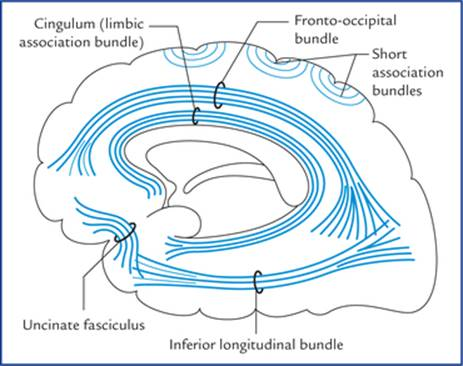 Cingulum (limbic
association bundle)
Fronto-occipital
bundle
Short
association
bundles
Uncinate fasciculus
Inferior longitudinal bundle